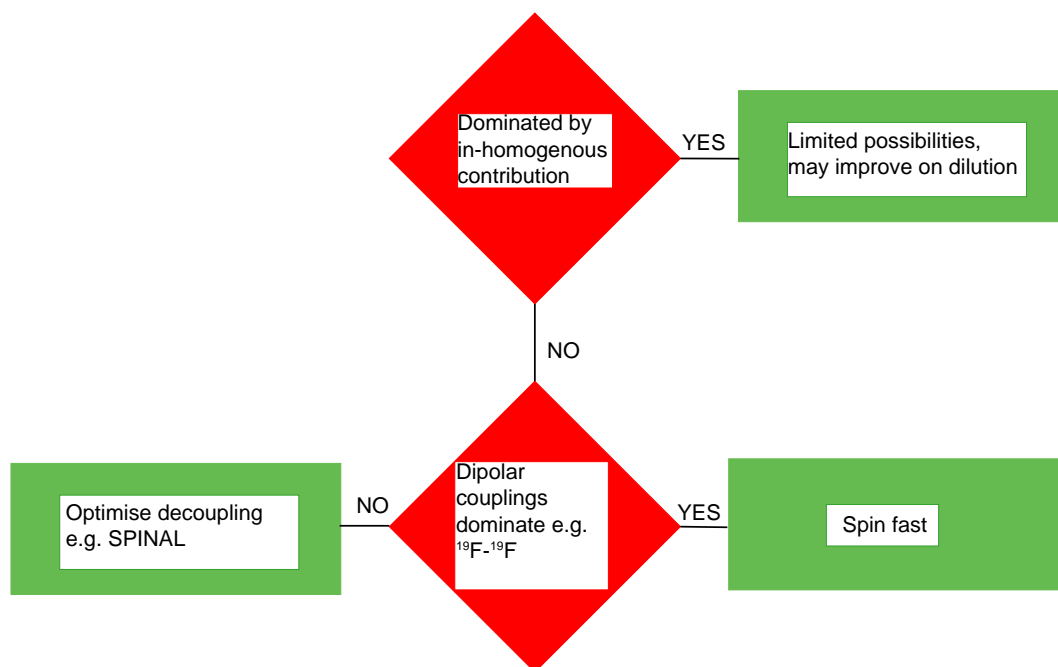 Dominated by
in-homogenous
contribution
YES
Limited possibilities,
may improve on dilution
NO
Optimise decoupling
e.g. SPINAL
NO
Dipolar
couplings
dominate e.g.
¹⁹F-¹⁹F
YES
Spin fast